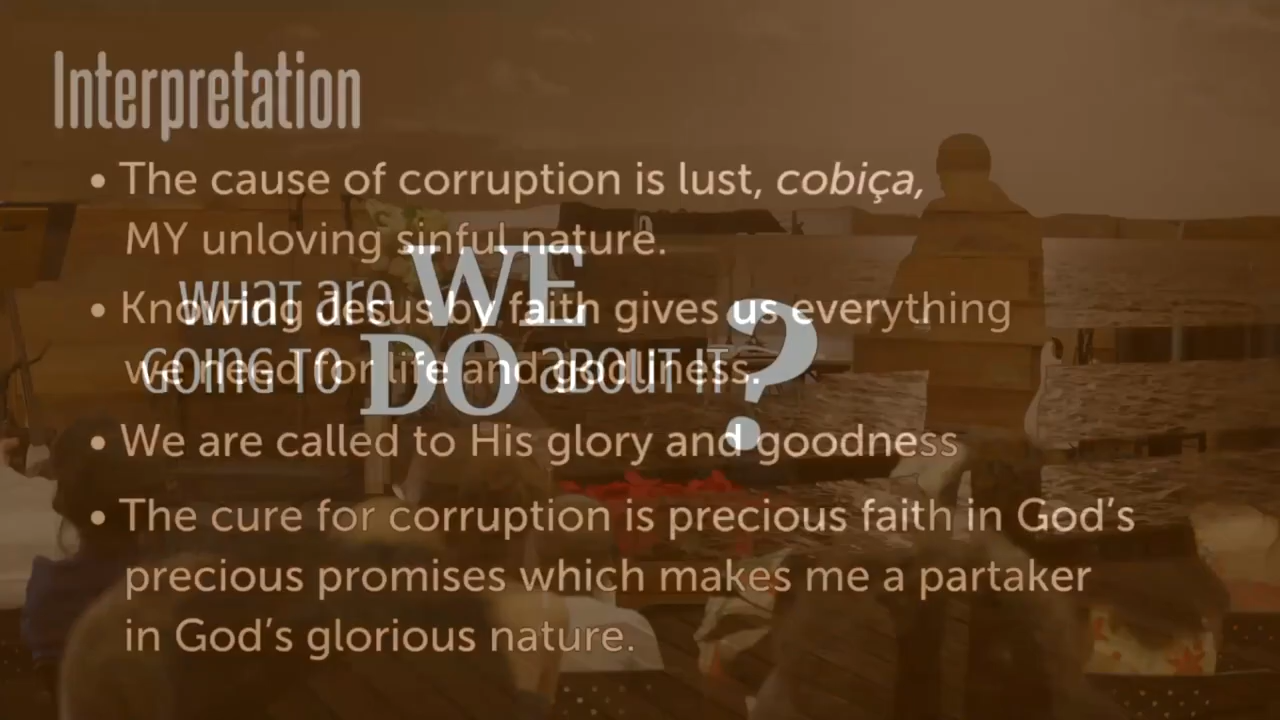 Interpretation
• The cause of corruption is lust, cobiça,
MY unloving sinful nature.
• Knowing Jesus by faith gives us everything
we need for life and godliness.
• We are called to His glory and goodness
• The cure for corruption is precious faith in God's
precious promises which makes me a partaker
in God's glorious nature.
WHAT are WE
GOING TO DO aBOUT IT?